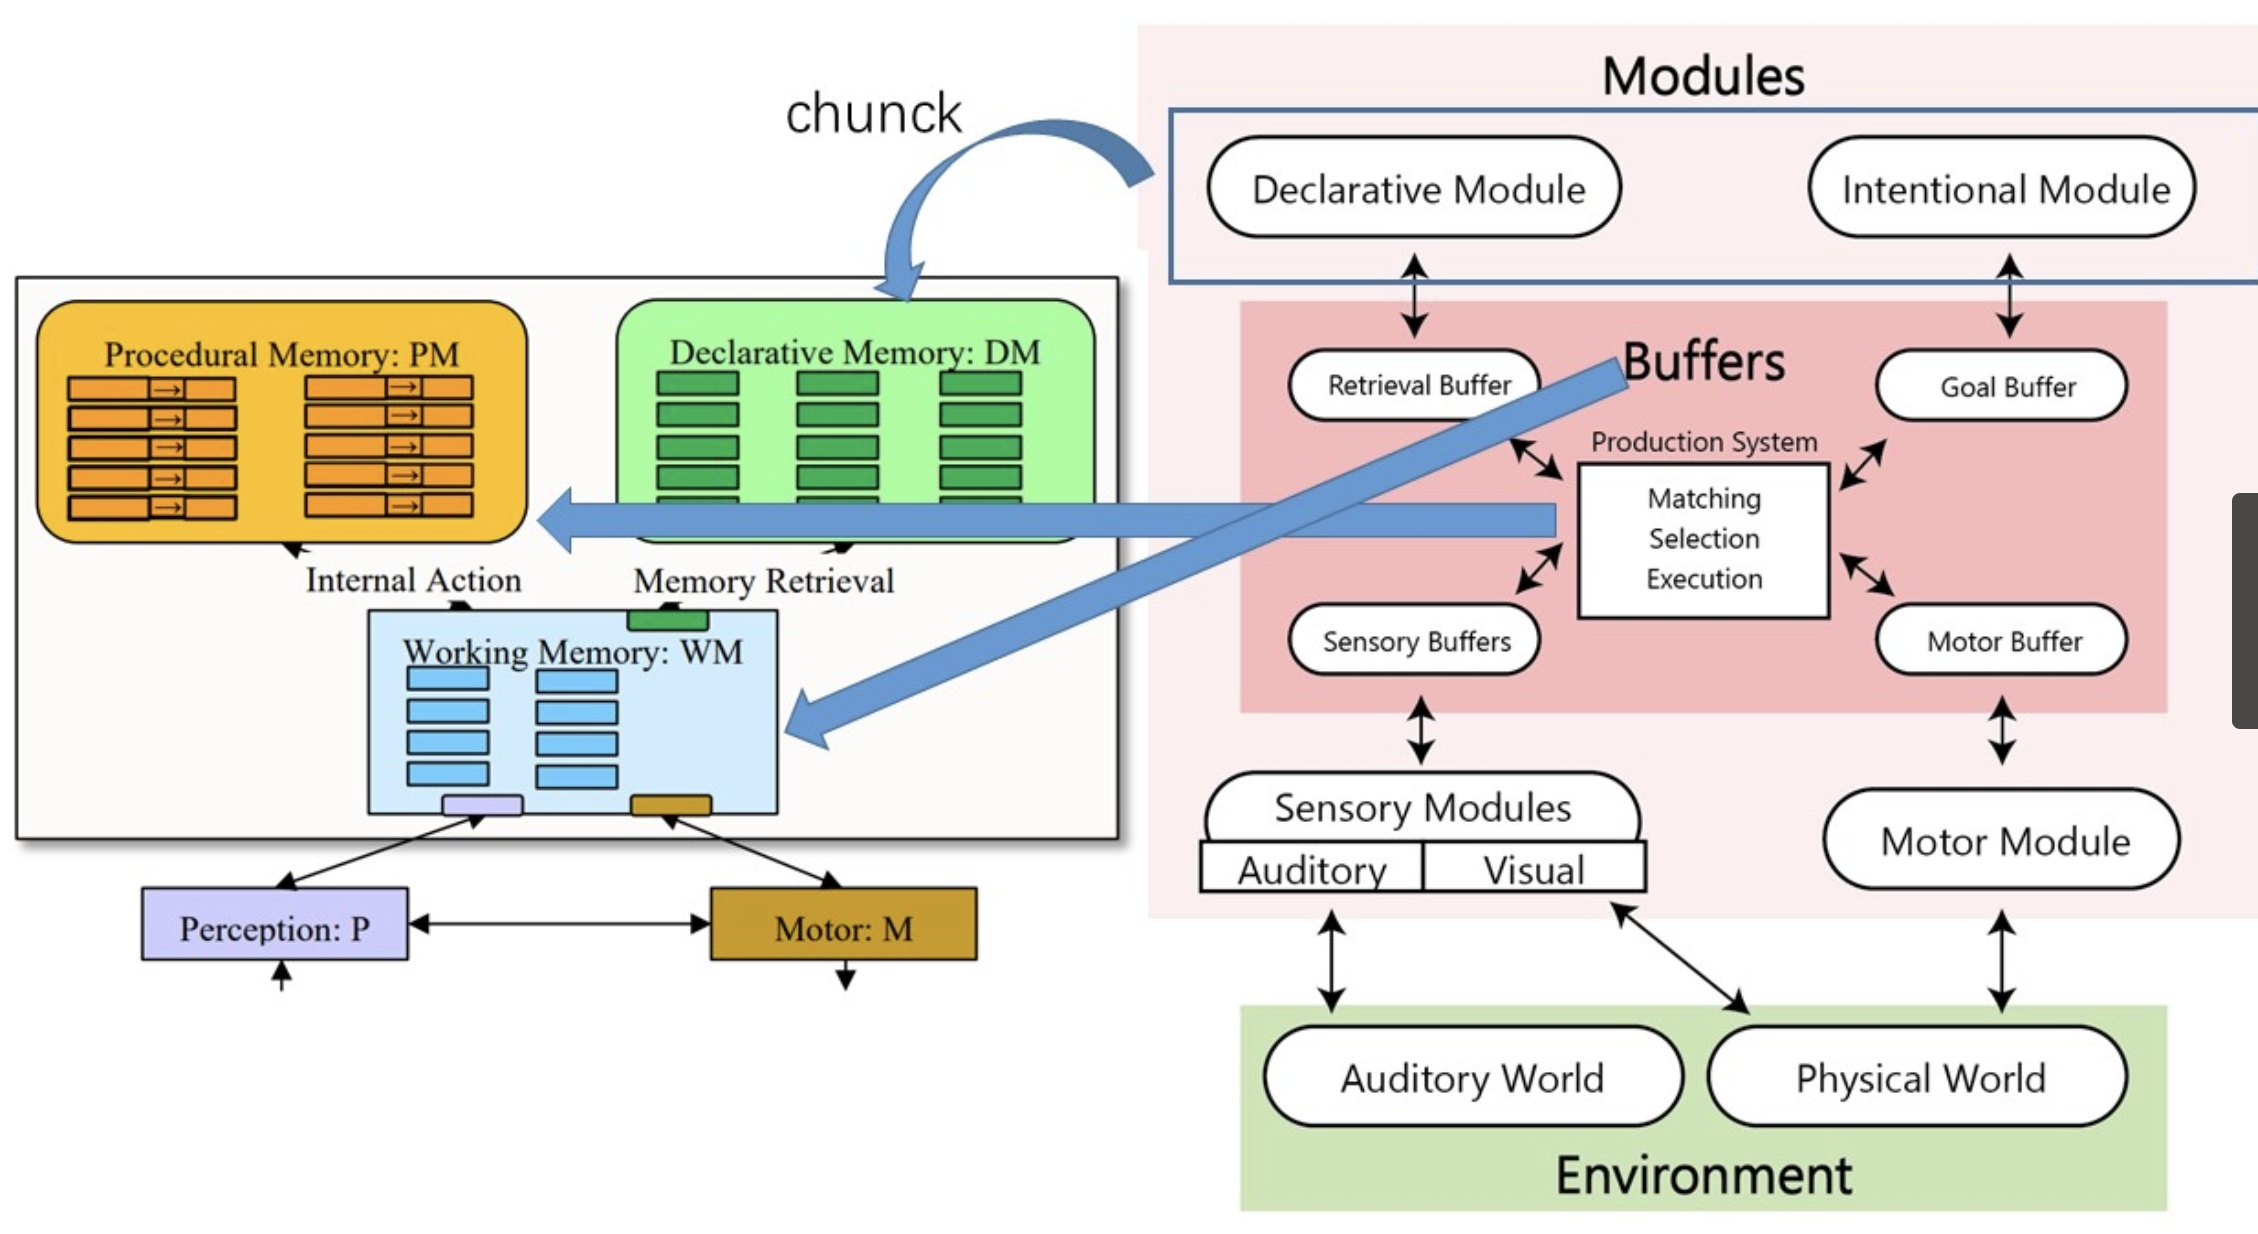 chunck
Procedural Memory: PM
Declarative Memory: DM
Internal Action
Memory Retrieval
Working Memory: WM
Perception: P
Motor: M
Modules
Declarative Module
Intentional Module
Buffers
Retrieval Buffer
Goal Buffer
Production System
Matching
Selection
Execution
Sensory Buffers
Motor Buffer
Sensory Modules
Auditory
Visual
Motor Module
Auditory World
Physical World
Environment